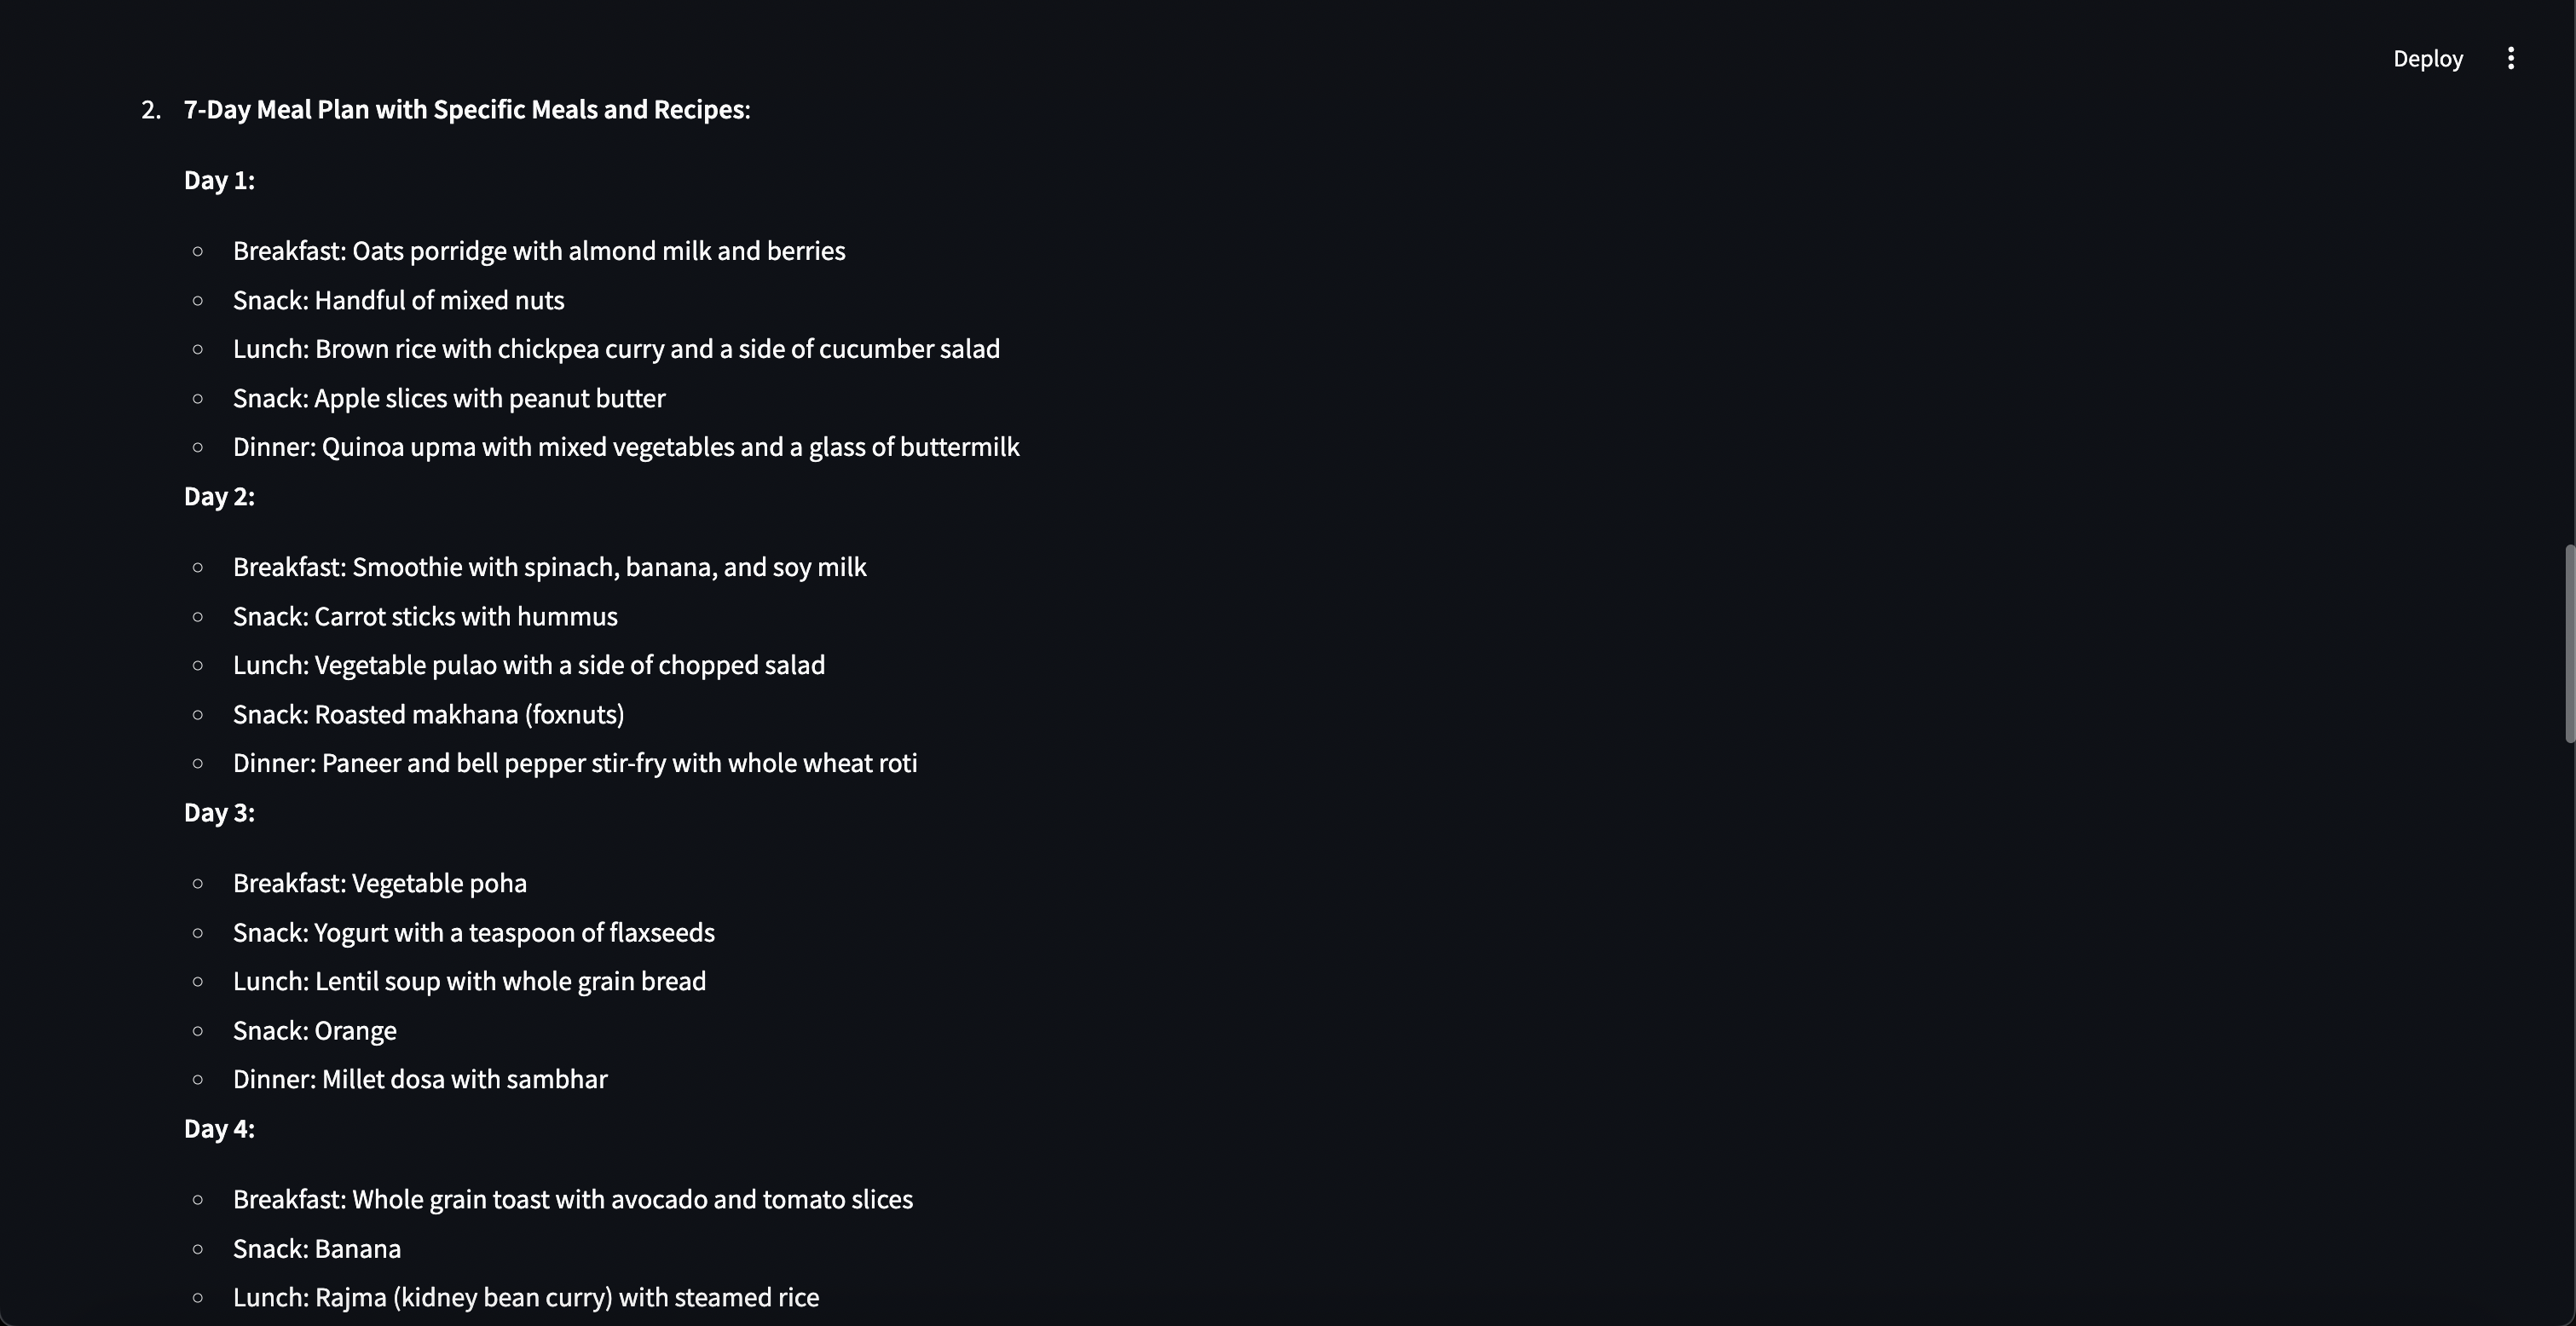 Deploy
2. 7-Day Meal Plan with Specific Meals and Recipes:
Day 1:
○ Breakfast: Oats porridge with almond milk and berries
○ Snack: Handful of mixed nuts
○ Lunch: Brown rice with chickpea curry and a side of cucumber salad
○ Snack: Apple slices with peanut butter
○ Dinner: Quinoa upma with mixed vegetables and a glass of buttermilk
Day 2:
○ Breakfast: Smoothie with spinach, banana, and soy milk
○ Snack: Carrot sticks with hummus
○ Lunch: Vegetable pulao with a side of chopped salad
○ Snack: Roasted makhana (foxnuts)
○ Dinner: Paneer and bell pepper stir-fry with whole wheat roti
Day 3:
○ Breakfast: Vegetable poha
○ Snack: Yogurt with a teaspoon of flaxseeds
○ Lunch: Lentil soup with whole grain bread
○ Snack: Orange
○ Dinner: Millet dosa with sambhar
Day 4:
○ Breakfast: Whole grain toast with avocado and tomato slices
○ Snack: Banana
○ Lunch: Rajma (kidney bean curry) with steamed rice